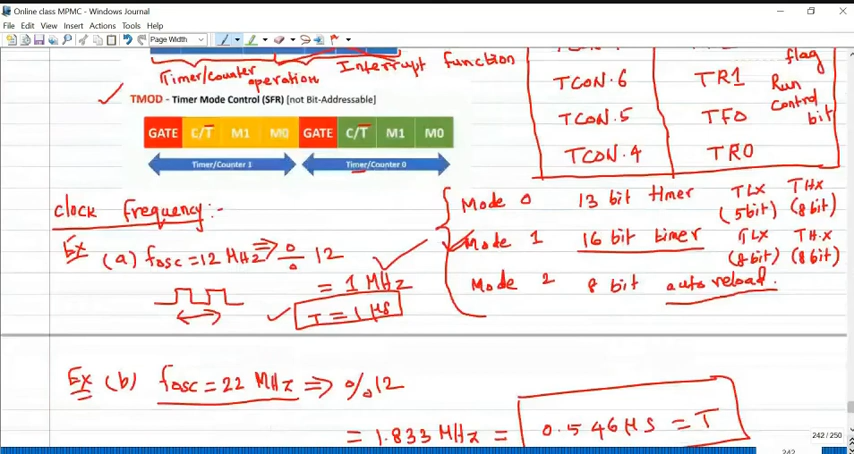 Online class MPMC - Windows Journal
File Edit View Insert Actions Tools Help
Page Width
Timer/counter operation
Interrupt function
flag
TCON.6 TR1 Run control bit
TCON.5 TF0
TCON.4 TR0
TMOD - Timer Mode Control (SFR) [not Bit-Addressable]
GATE C/T M1 M0 GATE C/T M1 M0
Timer/Counter 1 Timer/Counter 0
Clock Frequency:-
Ex (a) fosc = 12 MHz ⇒ ÷ 12
= 1 MHz
T = 1 μs
Mode 0 13 bit timer TLX (5bit) THX (8bit)
Mode 1 16 bit timer TLX (8bit) THX (8bit)
Mode 2 8 bit auto reload.
Ex (b) fosc = 22 MHz ⇒ % 12
= 1.833 MHz = 0.546 μs = T
242 / 250
242